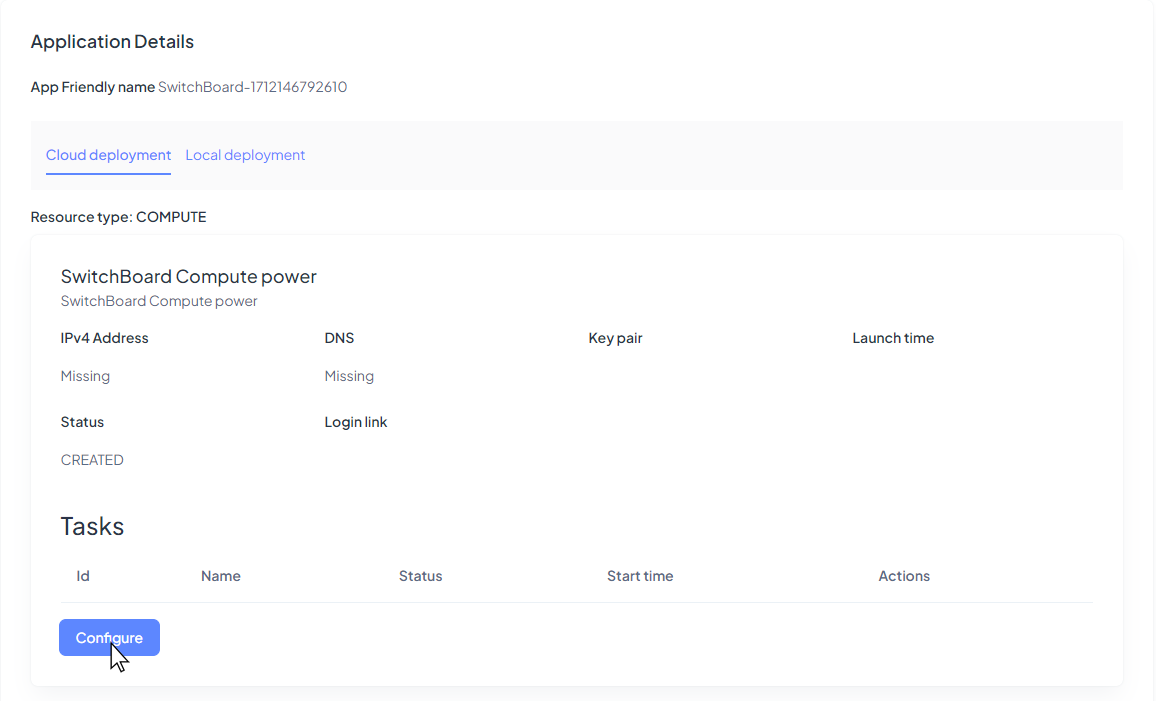 Application Details
App Friendly name SwitchBoard-1712146792610
Cloud deployment Local deployment
Resource type: COMPUTE
SwitchBoard Compute power
SwitchBoard Compute power
IPv4 Address DNS Key pair Launch time
Missing Missing
Status Login link
CREATED
Tasks
Id Name Status Start time Actions
Configure